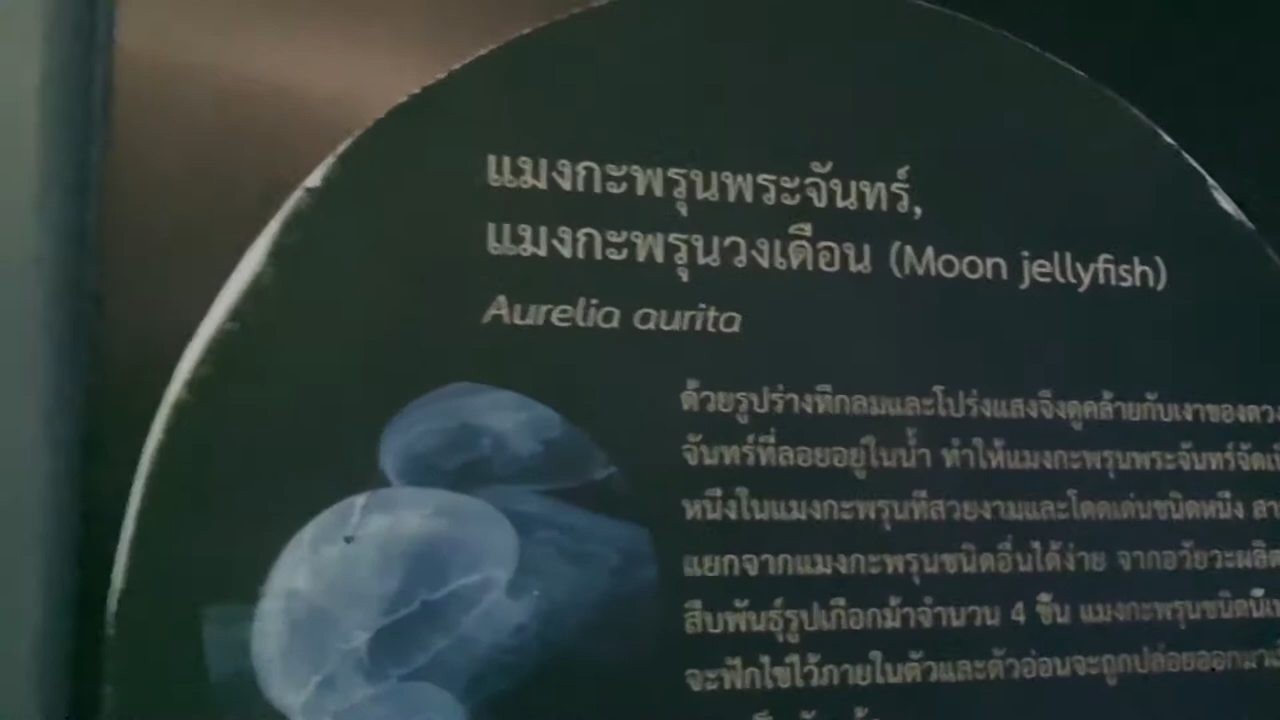 แมงกะพรุนพระจันทร์,
แมงกะพรุนวงเดือน (Moon jellyfish)
Aurelia aurita
ด้วยรูปร่างที่กลมและโปร่งแสงจึงดูคล้ายกับเงาของดวง
จันทร์ที่ลอยอยู่ในน้ำ ทำให้แมงกะพรุนพระจันทร์จัด
หนึ่งในแมงกะพรุนที่สวยงามและโดดเด่นชนิดหนึ่ง
แยกจากแมงกะพรุนชนิดอื่นได้ง่าย จากอวัยวะผลิต
สืบพันธุ์รูปเกือกม้าจำนวน 4 ชิ้น แมงกะพรุนชนิดนี้
จะฟักไข่ไว้ภายในตัวและตัวอ่อนจะถูกปล่อยออกมา